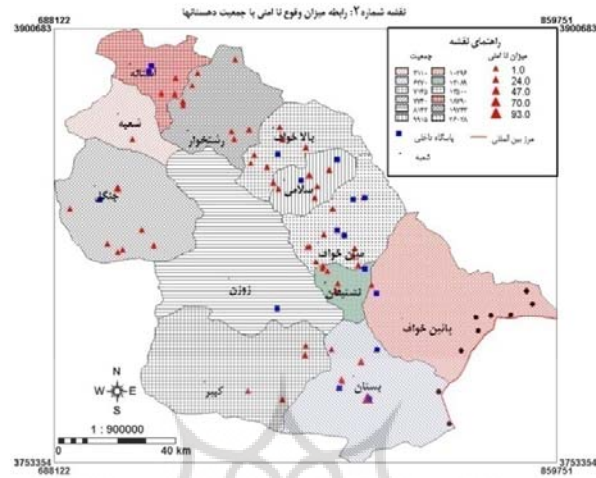 نقشه شماره ۲: رابطه میزان وقوع نا امنی با جمعیت دهستانها
688122 859751
3900683 3900683
راهنمای نقشه
جمعیت میزان نا امنی
1.0
24.0
47.0
70.0
93.0
پاسگاه داخلی
مرز بین المللی
شعبه
آستانه
سعیه
رشتخوار
بالا خواف
سلامی
جنگل
میان خواف
زوزن
نشتیفان
پائین خواف
کیبر
بستان
N
W E
S
1 : 900000
40 km
3753354 3753354
688122 859751